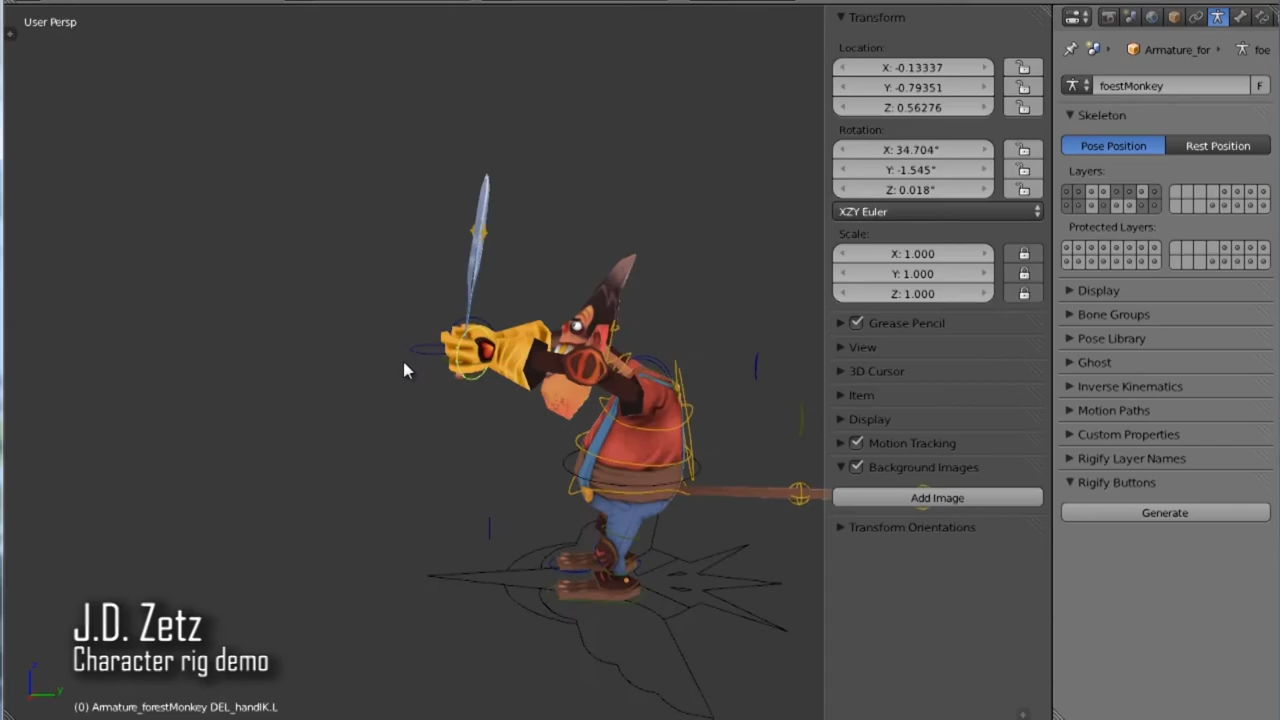 User Persp
Transform
Location:
X: -0.13337
Y: -0.79351
Z: 0.56276
Rotation:
X: 34.704°
Y: -1.545°
Z: 0.018°
XZY Euler
Scale:
X: 1.000
Y: 1.000
Z: 1.000
Grease Pencil
View
3D Cursor
Item
Display
Motion Tracking
Background Images
Add Image
Transform Orientations
Armature_for
foe
foestMonkey
F
Skeleton
Pose Position
Rest Position
Layers:
Protected Layers:
Display
Bone Groups
Pose Library
Ghost
Inverse Kinematics
Motion Paths
Custom Properties
Rigify Layer Names
Rigify Buttons
Generate
J.D. Zetz
Character rig demo
z
y
(0) Armature_forestMonkey DEL_handIK.L